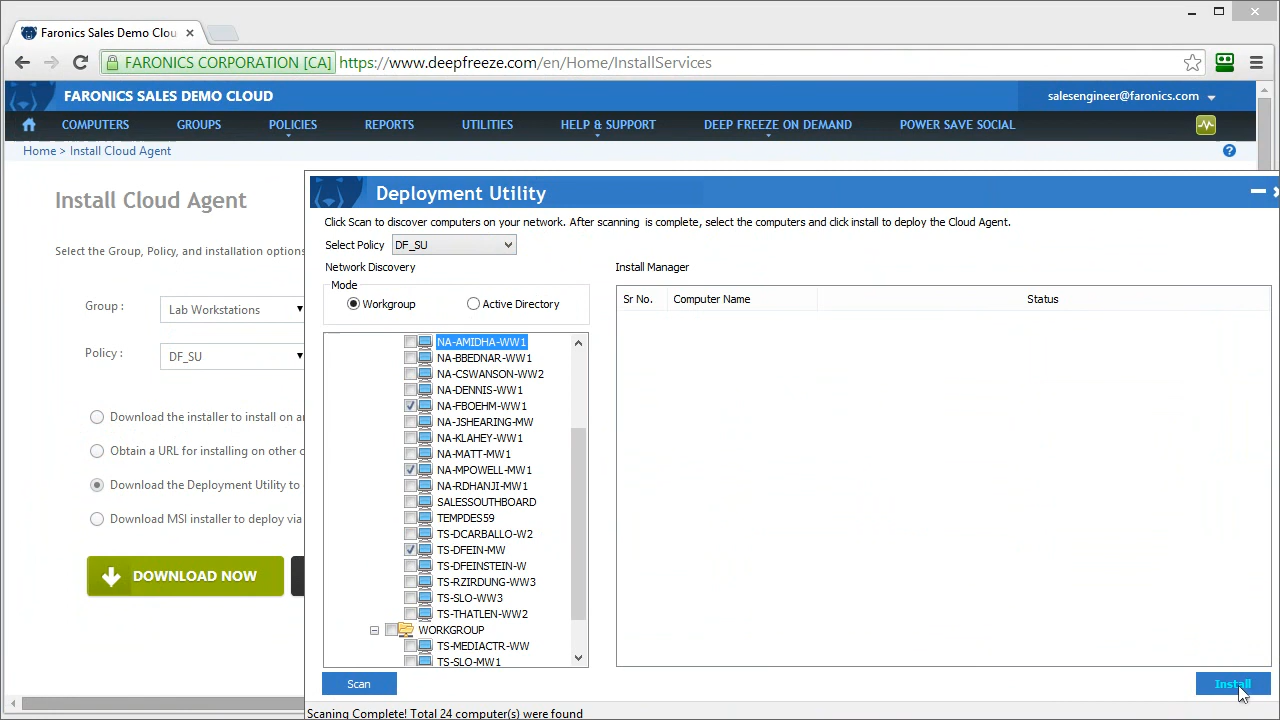 Faronics Sales Demo Clou
FARONICS CORPORATION [CA] https://www.deepfreeze.com/en/Home/InstallServices
FARONICS SALES DEMO CLOUD
salesengineer@faronics.com
COMPUTERS GROUPS POLICIES REPORTS UTILITIES HELP & SUPPORT DEEP FREEZE ON DEMAND POWER SAVE SOCIAL
Home > Install Cloud Agent
Install Cloud Agent
Select the Group, Policy, and installation options
Group : Lab Workstations
Policy : DF_SU
Download the installer to install on an
Obtain a URL for installing on other c
Download the Deployment Utility to
Download MSI installer to deploy via
DOWNLOAD NOW
Deployment Utility
Click Scan to discover computers on your network. After scanning is complete, select the computers and click install to deploy the Cloud Agent.
Select Policy DF_SU
Network Discovery
Mode
Workgroup Active Directory
NA-AMIDHA-WW1
NA-BBEDNAR-WW1
NA-CSWANSON-WW2
NA-DENNIS-WW1
NA-FBOEHM-WW1
NA-JSHEARING-MW
NA-KLAHEY-WW1
NA-MATT-MW1
NA-MPOWELL-MW1
NA-RDHANJI-MW1
SALESSOUTHBOARD
TEMPDES59
TS-DCARBALLO-W2
TS-DFEIN-MW
TS-DFEINSTEIN-W
TS-RZIRDUNG-WW3
TS-SLO-WW3
TS-THATLEN-WW2
WORKGROUP
TS-MEDIACTR-WW
TS-SLO-MW1
Install Manager
Sr No. Computer Name Status
Scan
Install
Scaning Complete! Total 24 computer(s) were found